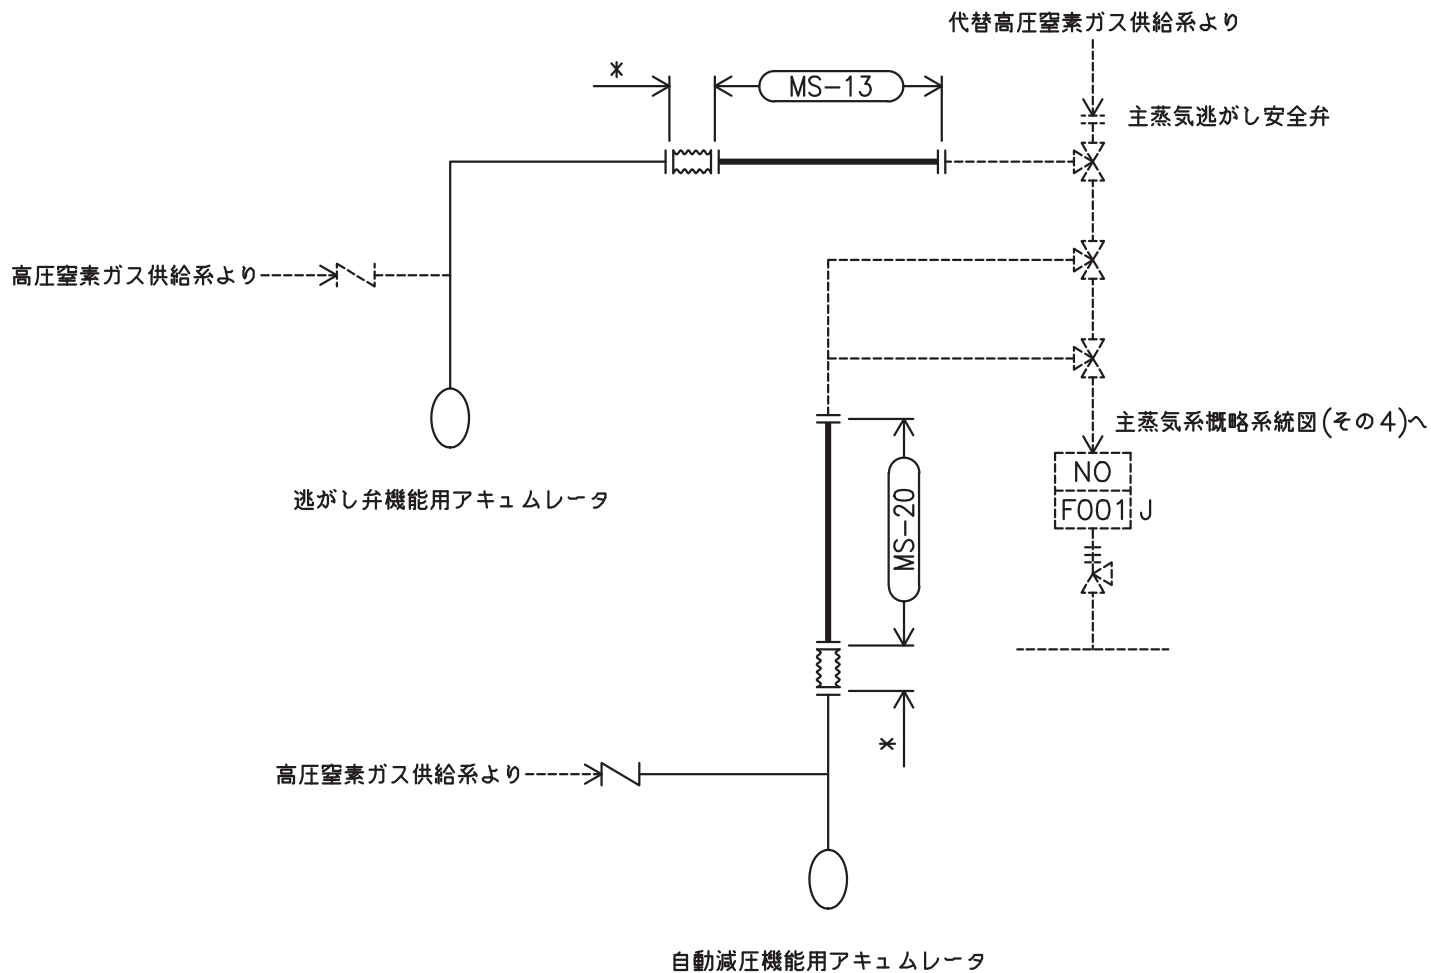 代替高圧窒素ガス供給系より
*
MS-13
主蒸気逃がし安全弁
高圧窒素ガス供給系より
主蒸気系概略系統図(その4)へ
NO
F001J
逃がし弁機能用アキュムレータ
MS-20
*
高圧窒素ガス供給系より
自動減圧機能用アキュムレータ